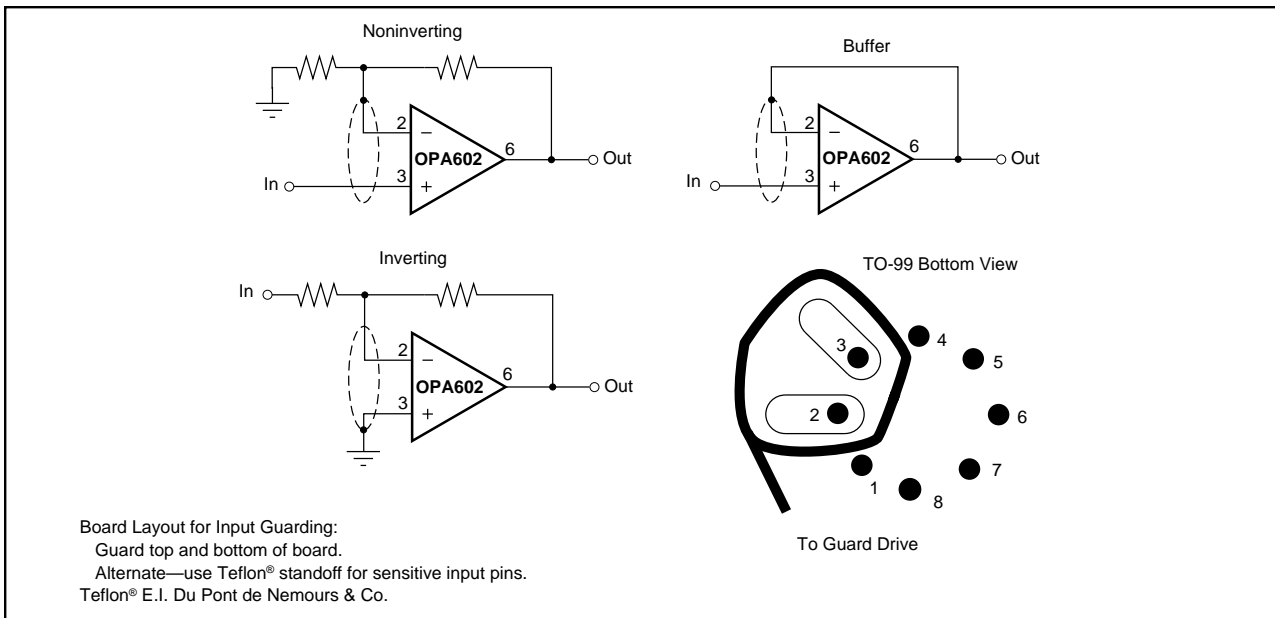 Noninverting
2
−
OPA602
6
Out
3
+
In
Buffer
2
−
OPA602
6
Out
3
+
In
Inverting
In
2
−
OPA602
6
Out
3
+
TO-99 Bottom View
3
4
5
2
6
1
7
8
To Guard Drive
Board Layout for Input Guarding:
Guard top and bottom of board.
Alternate—use Teflon® standoff for sensitive input pins.
Teflon® E.I. Du Pont de Nemours & Co.